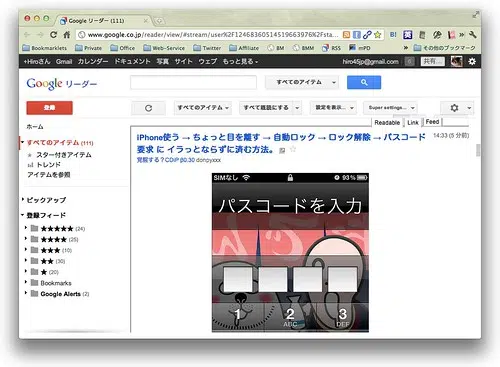 Google リーダー (111)
www.google.co.jp/reader/view/#stream/user%2F12468360514519663976%2Fsta
Bookmarklets Private Office Web-Service Twitter Affiliate BM BMM RSS mPD その他のブックマーク
+Hiroさん Gmail カレンダー ドキュメント 写真 リーダー ウェブ もっと見る hiro45jp@gmail.com 0 共有…
Google リーダー すべてのアイテム
登録 すべてのアイテム すべて既読にする 設定を表示… Super settings…
Readable Link Feed
ホーム
すべてのアイテム (111)
スター付きアイテム
トレンド
アイテムを参照
ピックアップ
登録フィード
★★★★★ (24)
★★★★ (25)
★★★ (10)
★★ (30)
★ (20)
Bookmarks
Google Alerts (2)
iPhone使う → ちょっと目を離す → 自動ロック → ロック解除 → パスコード 14:33 (5 分前)
要求 に イラっとならずに済む方法。
覚醒する?CDiP β0.30 donpyxxx
SIMなし 93%
パスコードを入力
1 2 3
ABC DEF